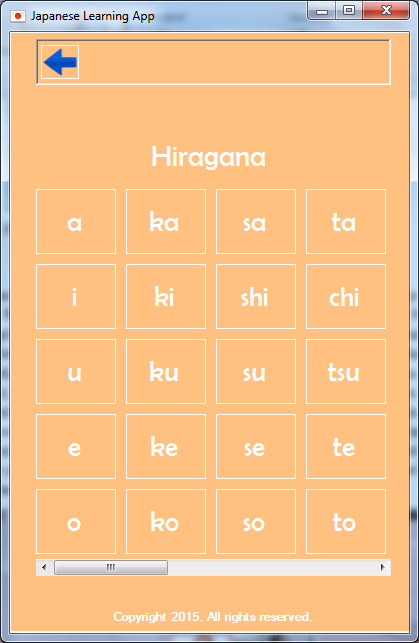 Japanese Learning App
Hiragana
a ka sa ta
i ki shi chi
u ku su tsu
e ke se te
o ko so to
Copyright 2015. All rights reserved.